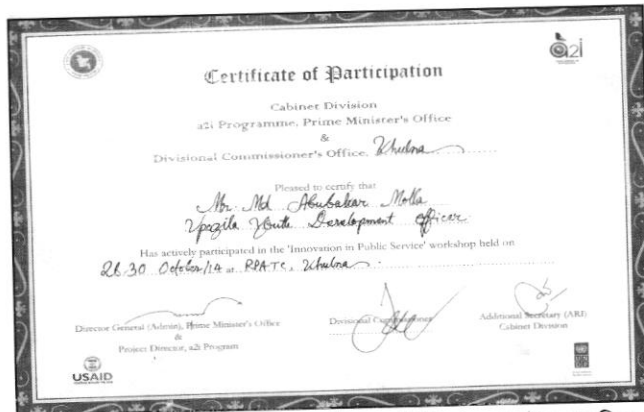 a2i
Certificate of Participation
Cabinet Division
a2i Programme, Prime Minister's Office
&
Divisional Commissioner's Office, Khulna
Pleased to certify that
Mr. Md Abubakar Molla
Upazila Youth Development Officer
Has actively participated in the 'Innovation in Public Service' workshop held on
28-30 October/14 at RPATC, Khulna
Director General (Admin), Prime Minister's Office
&
Project Director, a2i Program
Divisional Commissioner
Additional Secretary (ARI)
Cabinet Division
USAID